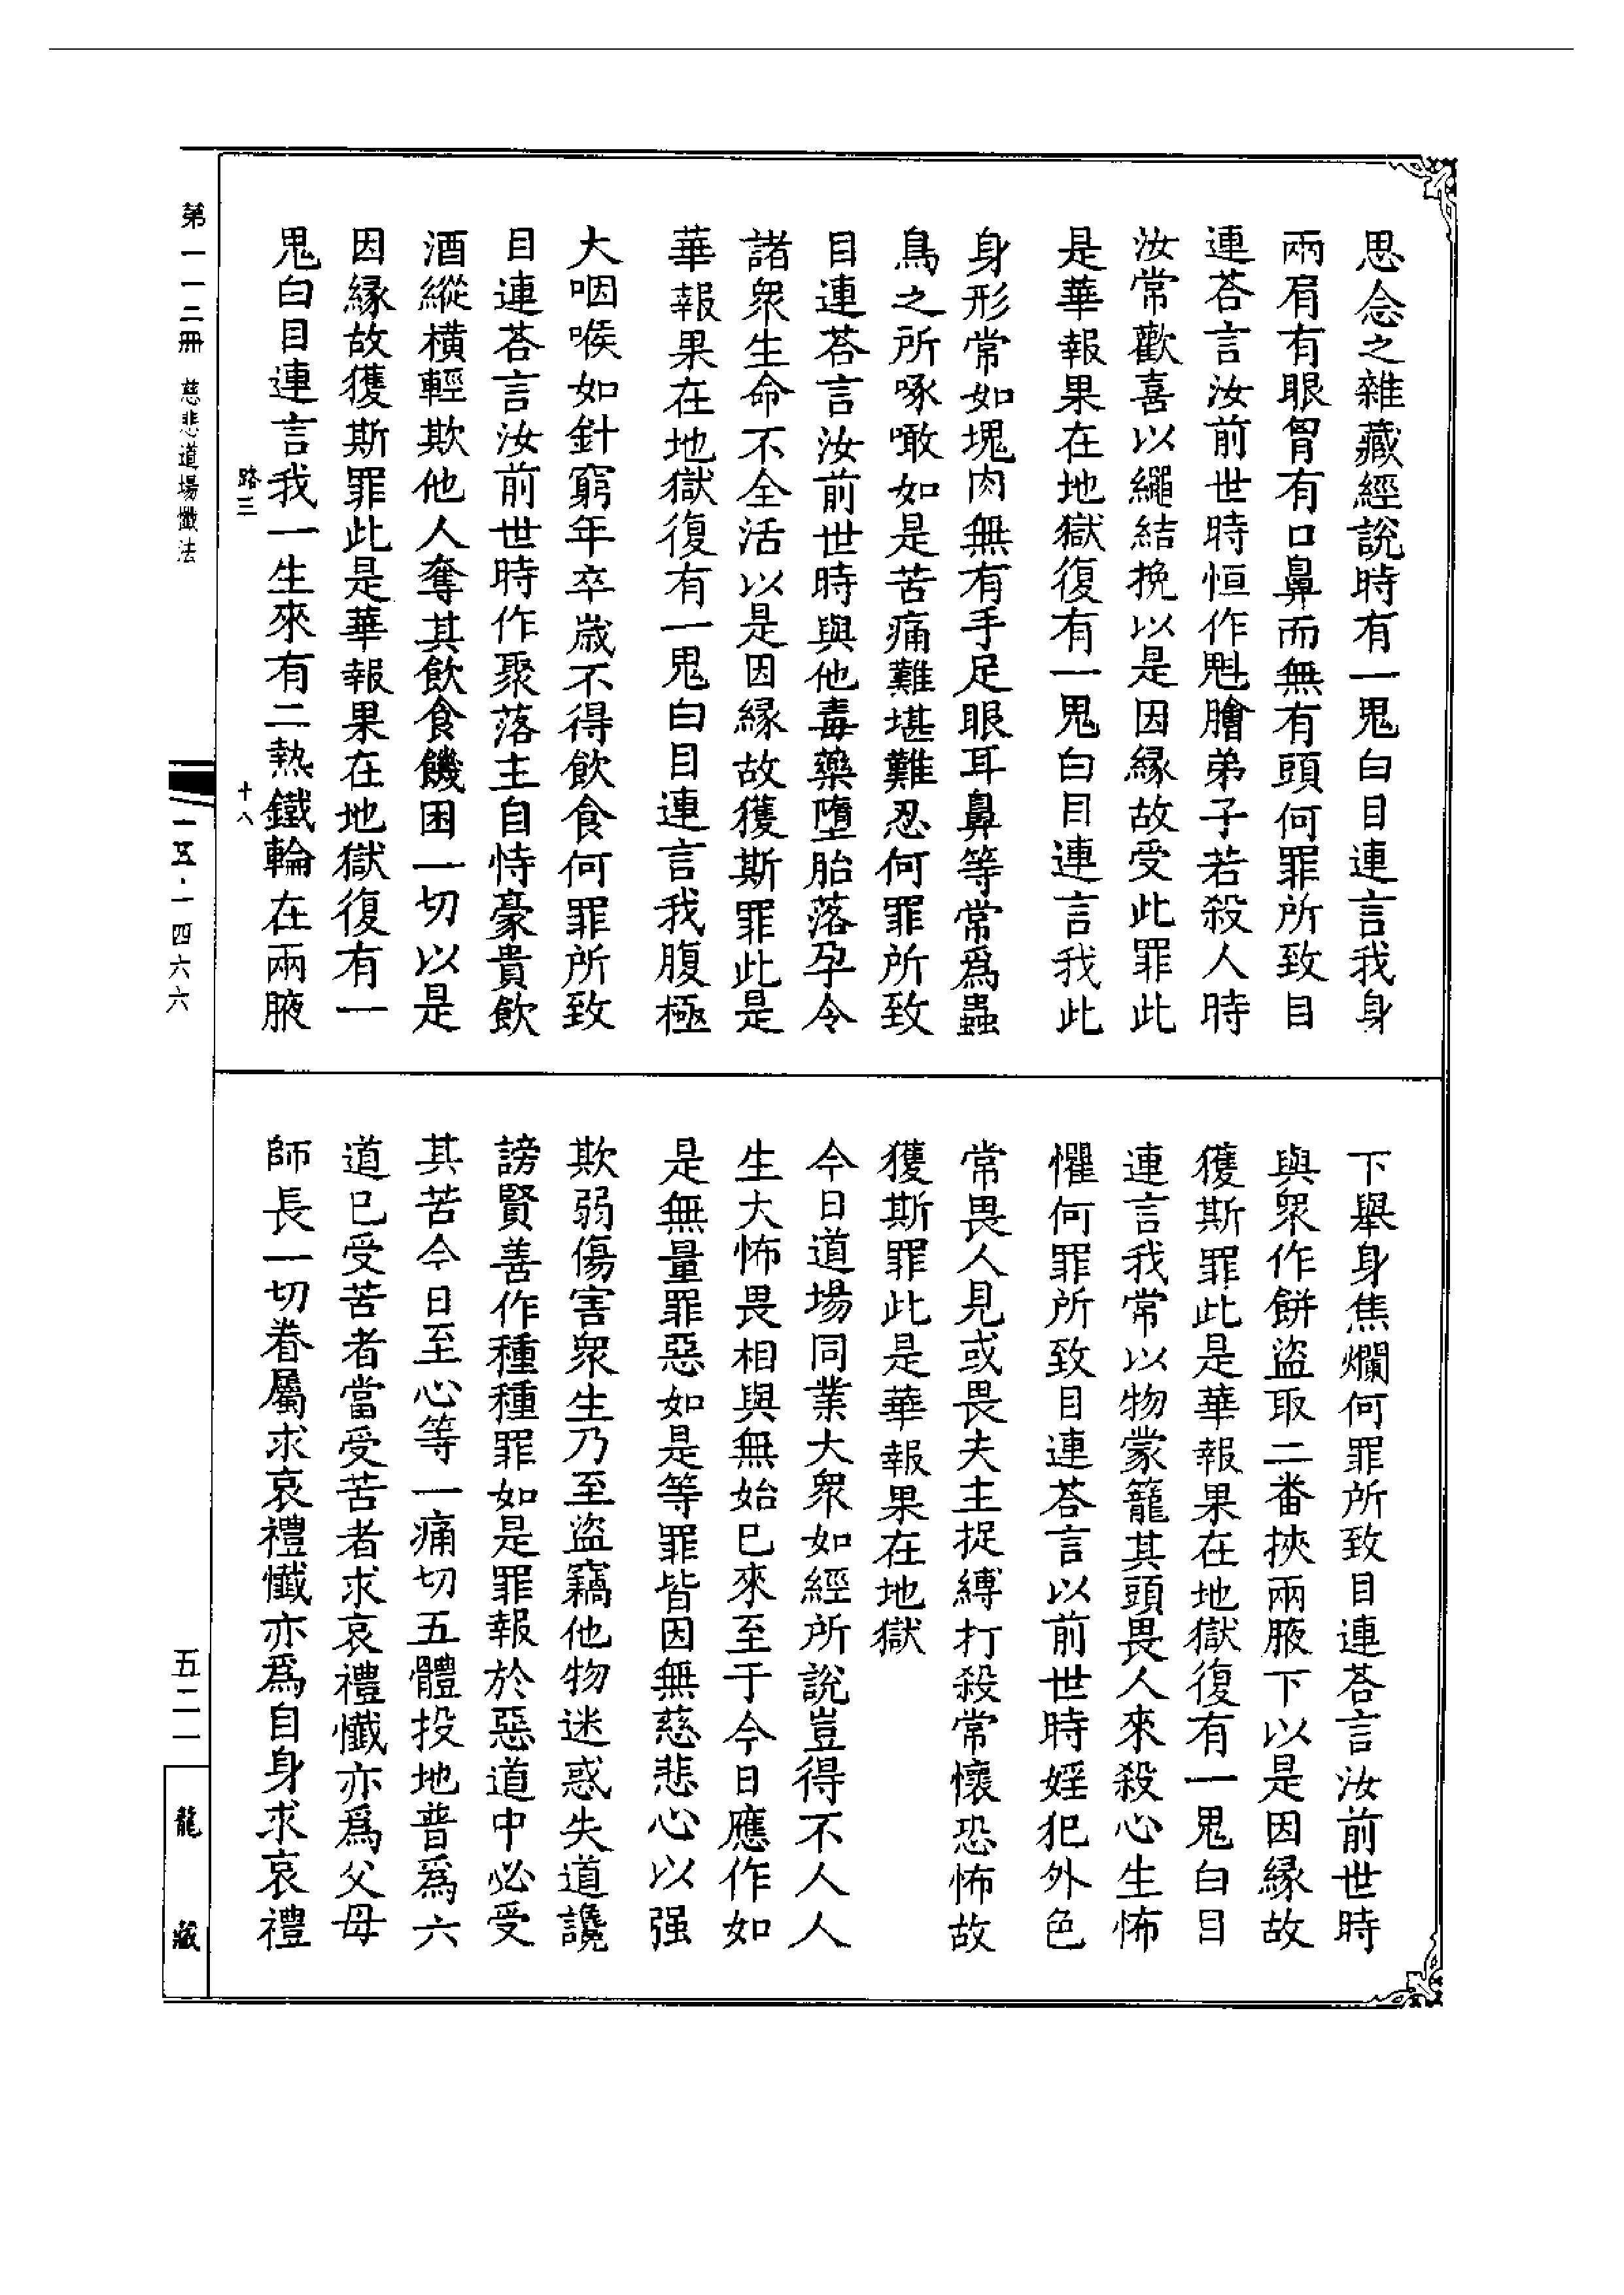 思念之雜藏經說時有一鬼白目連言我身
兩肩有眼胷有口鼻而無有頭何罪所致目
連荅言汝前世時恒作魁膾弟子若殺人時
汝常歡喜以繩結挽以是因緣故受此罪此
是華報果在地獄復有一鬼白目連言我此
身形常如塊肉無有手足眼耳鼻等常爲蟲
鳥之所啄噉如是苦痛難堪難忍何罪所致
目連荅言汝前世時與他毒藥墮胎落孕令
諸衆生命不全活以是因緣故獲斯罪此是
華報果在地獄復有一鬼白目連言我腹極
大咽喉如針窮年卒歲不得飲食何罪所致
目連荅言汝前世時作聚落主自恃豪貴飲
酒縱橫輕欺他人奪其飲食饑困一切以是
因緣故獲斯罪此是華報果在地獄復有一
鬼白目連言我一生來有二熱鐵輪在兩腋
路三
十八
下舉身焦爛何罪所致目連荅言汝前世時
與衆作餅盜取二番挾兩腋下以是因緣故
獲斯罪此是華報果在地獄復有一鬼白目
連言我常以物蒙籠其頭畏人來殺心生怖
懼何罪所致目連荅言以前世時婬犯外色
常畏人見或畏夫主捉縛打殺常懷恐怖故
獲斯罪此是華報果在地獄
今日道場同業大衆如經所說豈得不人人
生大怖畏相與無始已來至于今日應作如
是無量罪惡如是等罪皆因無慈悲心以强
欺弱傷害衆生乃至盜竊他物迷惑失道讒
謗賢善作種種罪如是罪報於惡道中必受
其苦今日至心等一痛切五體投地普爲六
道已受苦者當受苦者求哀禮懺亦爲父母
師長一切眷屬求哀禮懺亦爲自身求哀禮
第一一三冊 慈悲道場懺法
一五·一四六六
五二一
龍藏